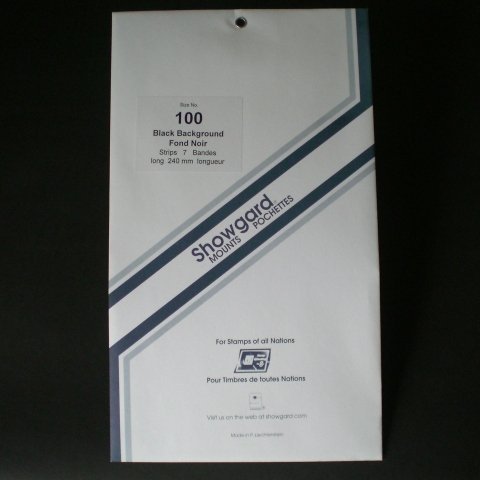 Size No.
100
Black Background
Fond Noir
Strips 7 Bandes
long 240 mm longueur
Showgard
MOUNTS POCHETTES
For Stamps of all Nations
Pour Timbres de toutes Nations
Visit us on the web at showgard.com
Made in P. Liechtenstein